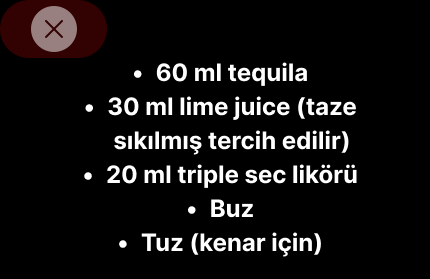 • 60 ml tequila
• 30 ml lime juice (taze
sıkılmış tercih edilir)
• 20 ml triple sec likörü
• Buz
• Tuz (kenar için)